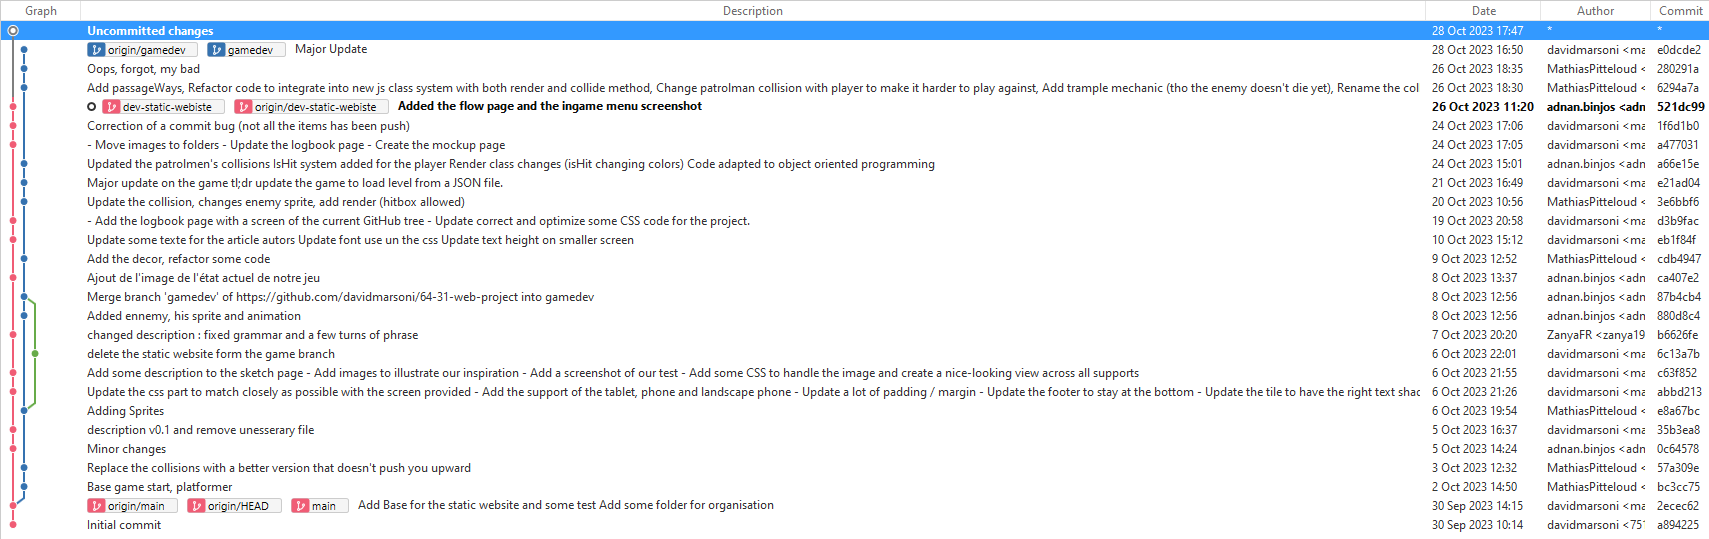 Graph Description Date Author Commit
Uncommitted changes 28 Oct 2023 17:47 * *
origin/gamedev gamedev Major Update 28 Oct 2023 16:50 davidmarsoni <ma e0dcde2
Oops, forgot, my bad 26 Oct 2023 18:35 MathiasPitteloud < 280291a
Add passageWays, Refactor code to integrate into new js class system with both render and collide method, Change patrolman collision with player to make it harder to play against, Add trample mechanic (tho the enemy doesn't die yet), Rename the col 26 Oct 2023 18:30 MathiasPitteloud < 6294a7a
dev-static-webiste origin/dev-static-webiste Added the flow page and the ingame menu screenshot 26 Oct 2023 11:20 adnan.binjos <adn 521dc99
Correction of a commit bug (not all the items has been push) 24 Oct 2023 17:06 davidmarsoni <ma 1f6d1b0
- Move images to folders - Update the logbook page - Create the mockup page 24 Oct 2023 17:05 davidmarsoni <ma a477031
Updated the patrolmen's collisions IsHit system added for the player Render class changes (isHit changing colors) Code adapted to object oriented programming 24 Oct 2023 15:01 adnan.binjos <adn a66e15e
Major update on the game tl;dr update the game to load level from a JSON file. 21 Oct 2023 16:49 davidmarsoni <ma e21ad04
Update the collision, changes enemy sprite, add render (hitbox allowed) 20 Oct 2023 10:56 MathiasPitteloud < 3e6bbf6
- Add the logbook page with a screen of the current GitHub tree - Update correct and optimize some CSS code for the project. 19 Oct 2023 20:58 davidmarsoni <ma d3b9fac
Update some texte for the article autors Update font use un the css Update text height on smaller screen 10 Oct 2023 15:12 davidmarsoni <ma eb1f84f
Add the decor, refactor some code 9 Oct 2023 12:52 MathiasPitteloud < cdb4947
Ajout de l'image de l'état actuel de notre jeu 8 Oct 2023 13:37 adnan.binjos <adn ca407e2
Merge branch 'gamedev' of https://github.com/davidmarsoni/64-31-web-project into gamedev 8 Oct 2023 12:56 adnan.binjos <adn 87b4cb4
Added ennemy, his sprite and animation 8 Oct 2023 12:56 adnan.binjos <adn 880d8c4
changed description : fixed grammar and a few turns of phrase 7 Oct 2023 20:20 ZanyaFR <zanya19 b6626fe
delete the static website form the game branch 6 Oct 2023 22:01 davidmarsoni <ma 6c13a7b
Add some description to the sketch page - Add images to illustrate our inspiration - Add a screenshot of our test - Add some CSS to handle the image and create a nice-looking view across all supports 6 Oct 2023 21:55 davidmarsoni <ma c63f852
Update the css part to match closely as possible with the screen provided - Add the support of the tablet, phone and landscape phone - Update a lot of padding / margin - Update the footer to stay at the bottom - Update the tile to have the right text shac 6 Oct 2023 21:26 davidmarsoni <ma abbd213
Adding Sprites 6 Oct 2023 19:54 MathiasPitteloud < e8a67bc
description v0.1 and remove unesserary file 5 Oct 2023 16:37 davidmarsoni <ma 35b3ea8
Minor changes 5 Oct 2023 14:24 adnan.binjos <adn 0c64578
Replace the collisions with a better version that doesn't push you upward 3 Oct 2023 12:32 MathiasPitteloud < 57a309e
Base game start, platformer 2 Oct 2023 14:50 MathiasPitteloud < bc3cc75
origin/main origin/HEAD main Add Base for the static website and some test Add some folder for organisation 30 Sep 2023 14:15 davidmarsoni <ma 2ecec62
Initial commit 30 Sep 2023 10:14 davidmarsoni <751 a894225